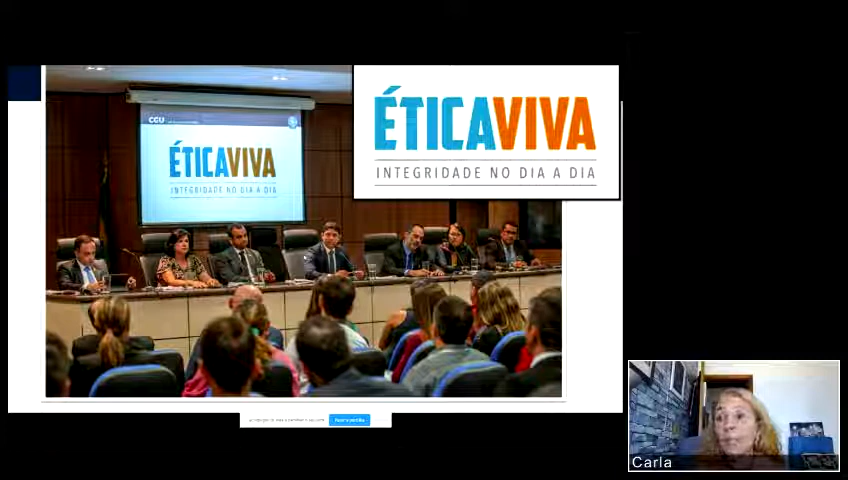 ÉTICAVIVA
INTEGRIDADE NO DIA A DIA
CGU
ÉTICAVIVA
INTEGRIDADE NO DIA A DIA
Carla